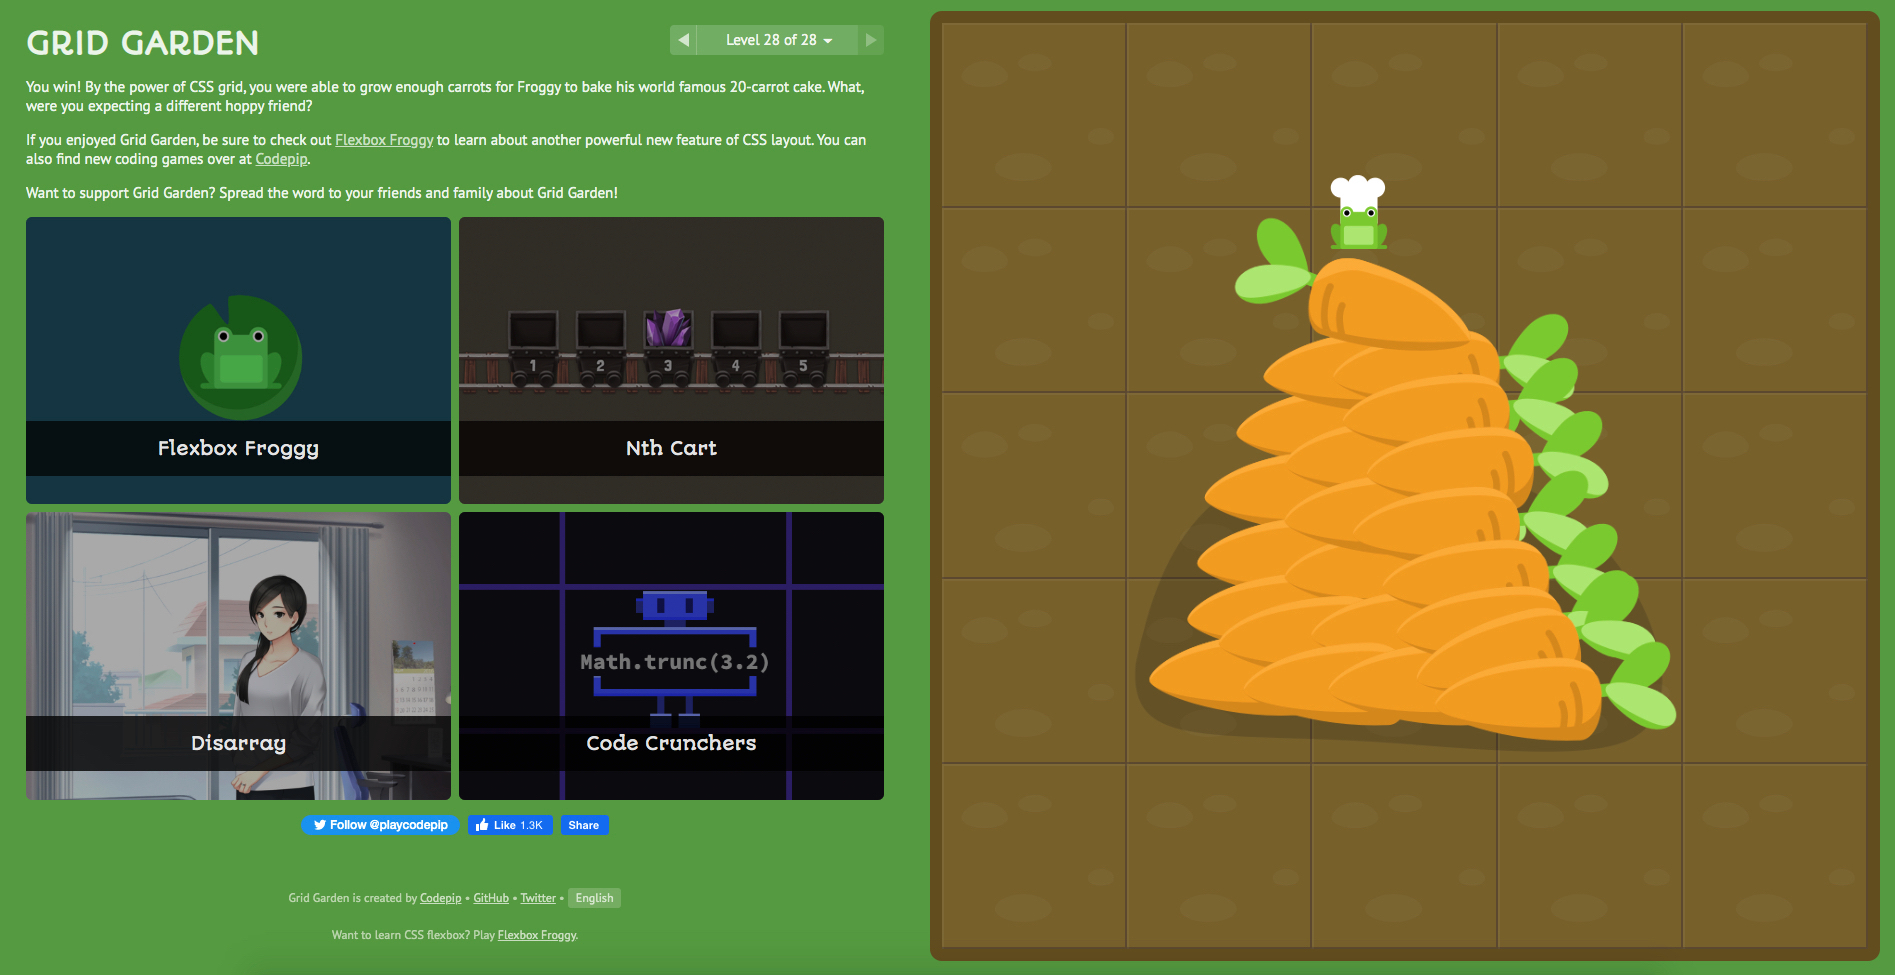 GRID GARDEN
Level 28 of 28
You win! By the power of CSS grid, you were able to grow enough carrots for Froggy to bake his world famous 20-carrot cake. What,
were you expecting a different hoppy friend?
If you enjoyed Grid Garden, be sure to check out Flexbox Froggy to learn about another powerful new feature of CSS layout. You can
also find new coding games over at Codepip.
Want to support Grid Garden? Spread the word to your friends and family about Grid Garden!
1 2 3 4 5
Flexbox Froggy
Nth Cart
Math.trunc(3.2)
Disarray
Code Crunchers
Follow @playcodepip
Like 1.3K
Share
Grid Garden is created by Codepip • GitHub • Twitter • English
Want to learn CSS flexbox? Play Flexbox Froggy.